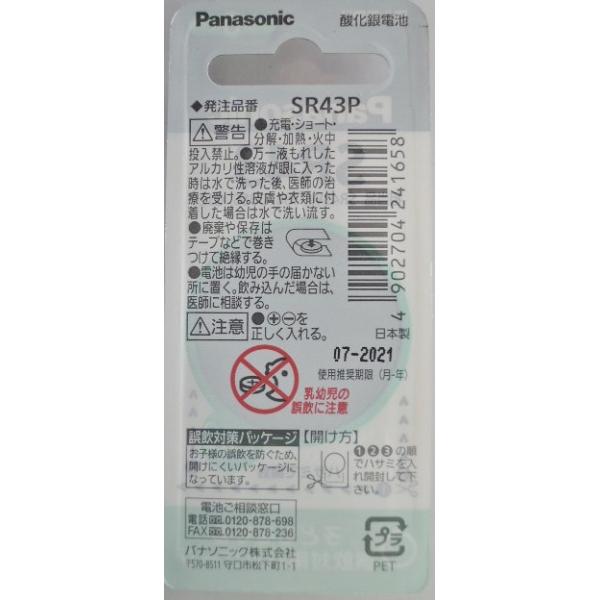 Panasonic 酸化銀電池
◆発注品番 SR43P
⚠警告 ●充電・ショート・
分解・加熱・火中
投入禁止。●万一液もれした
アルカリ性溶液が眼に入った
時は水で洗った後、医師の治
療を受ける。皮膚や衣類に付
着した場合は水で洗い流す。
●廃棄や保存は
テープなどで巻き
つけて絶縁する。
●電池は幼児の手の届かない
所に置く。飲み込んだ場合は、
医師に相談する。
⚠注意 ●⊕⊖を
正しく入れる。
4 902704 241658
日本製
07-2021
使用推奨期限（月-年）
乳幼児の
誤飲に注意
誤飲対策パッケージ【開け方】
お子様の誤飲を防ぐため、
開けにくいパッケージに
なっています。
❶❷❸の順
でハサミを入
れ開封して下
さい。
電池ご相談窓口
電話 0120-878-698
FAX 0120-878-236
パナソニック株式会社
〒570-8511 守口市松下町1-1
プラ
PET